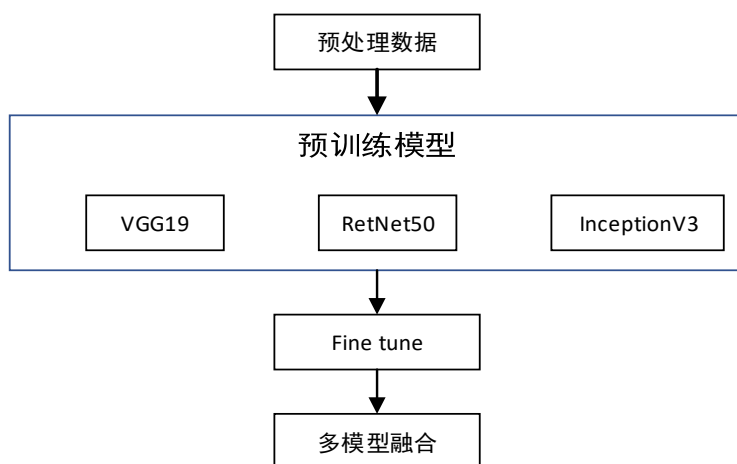 预处理数据
预训练模型
VGG19
RetNet50
InceptionV3
Fine tune
多模型融合